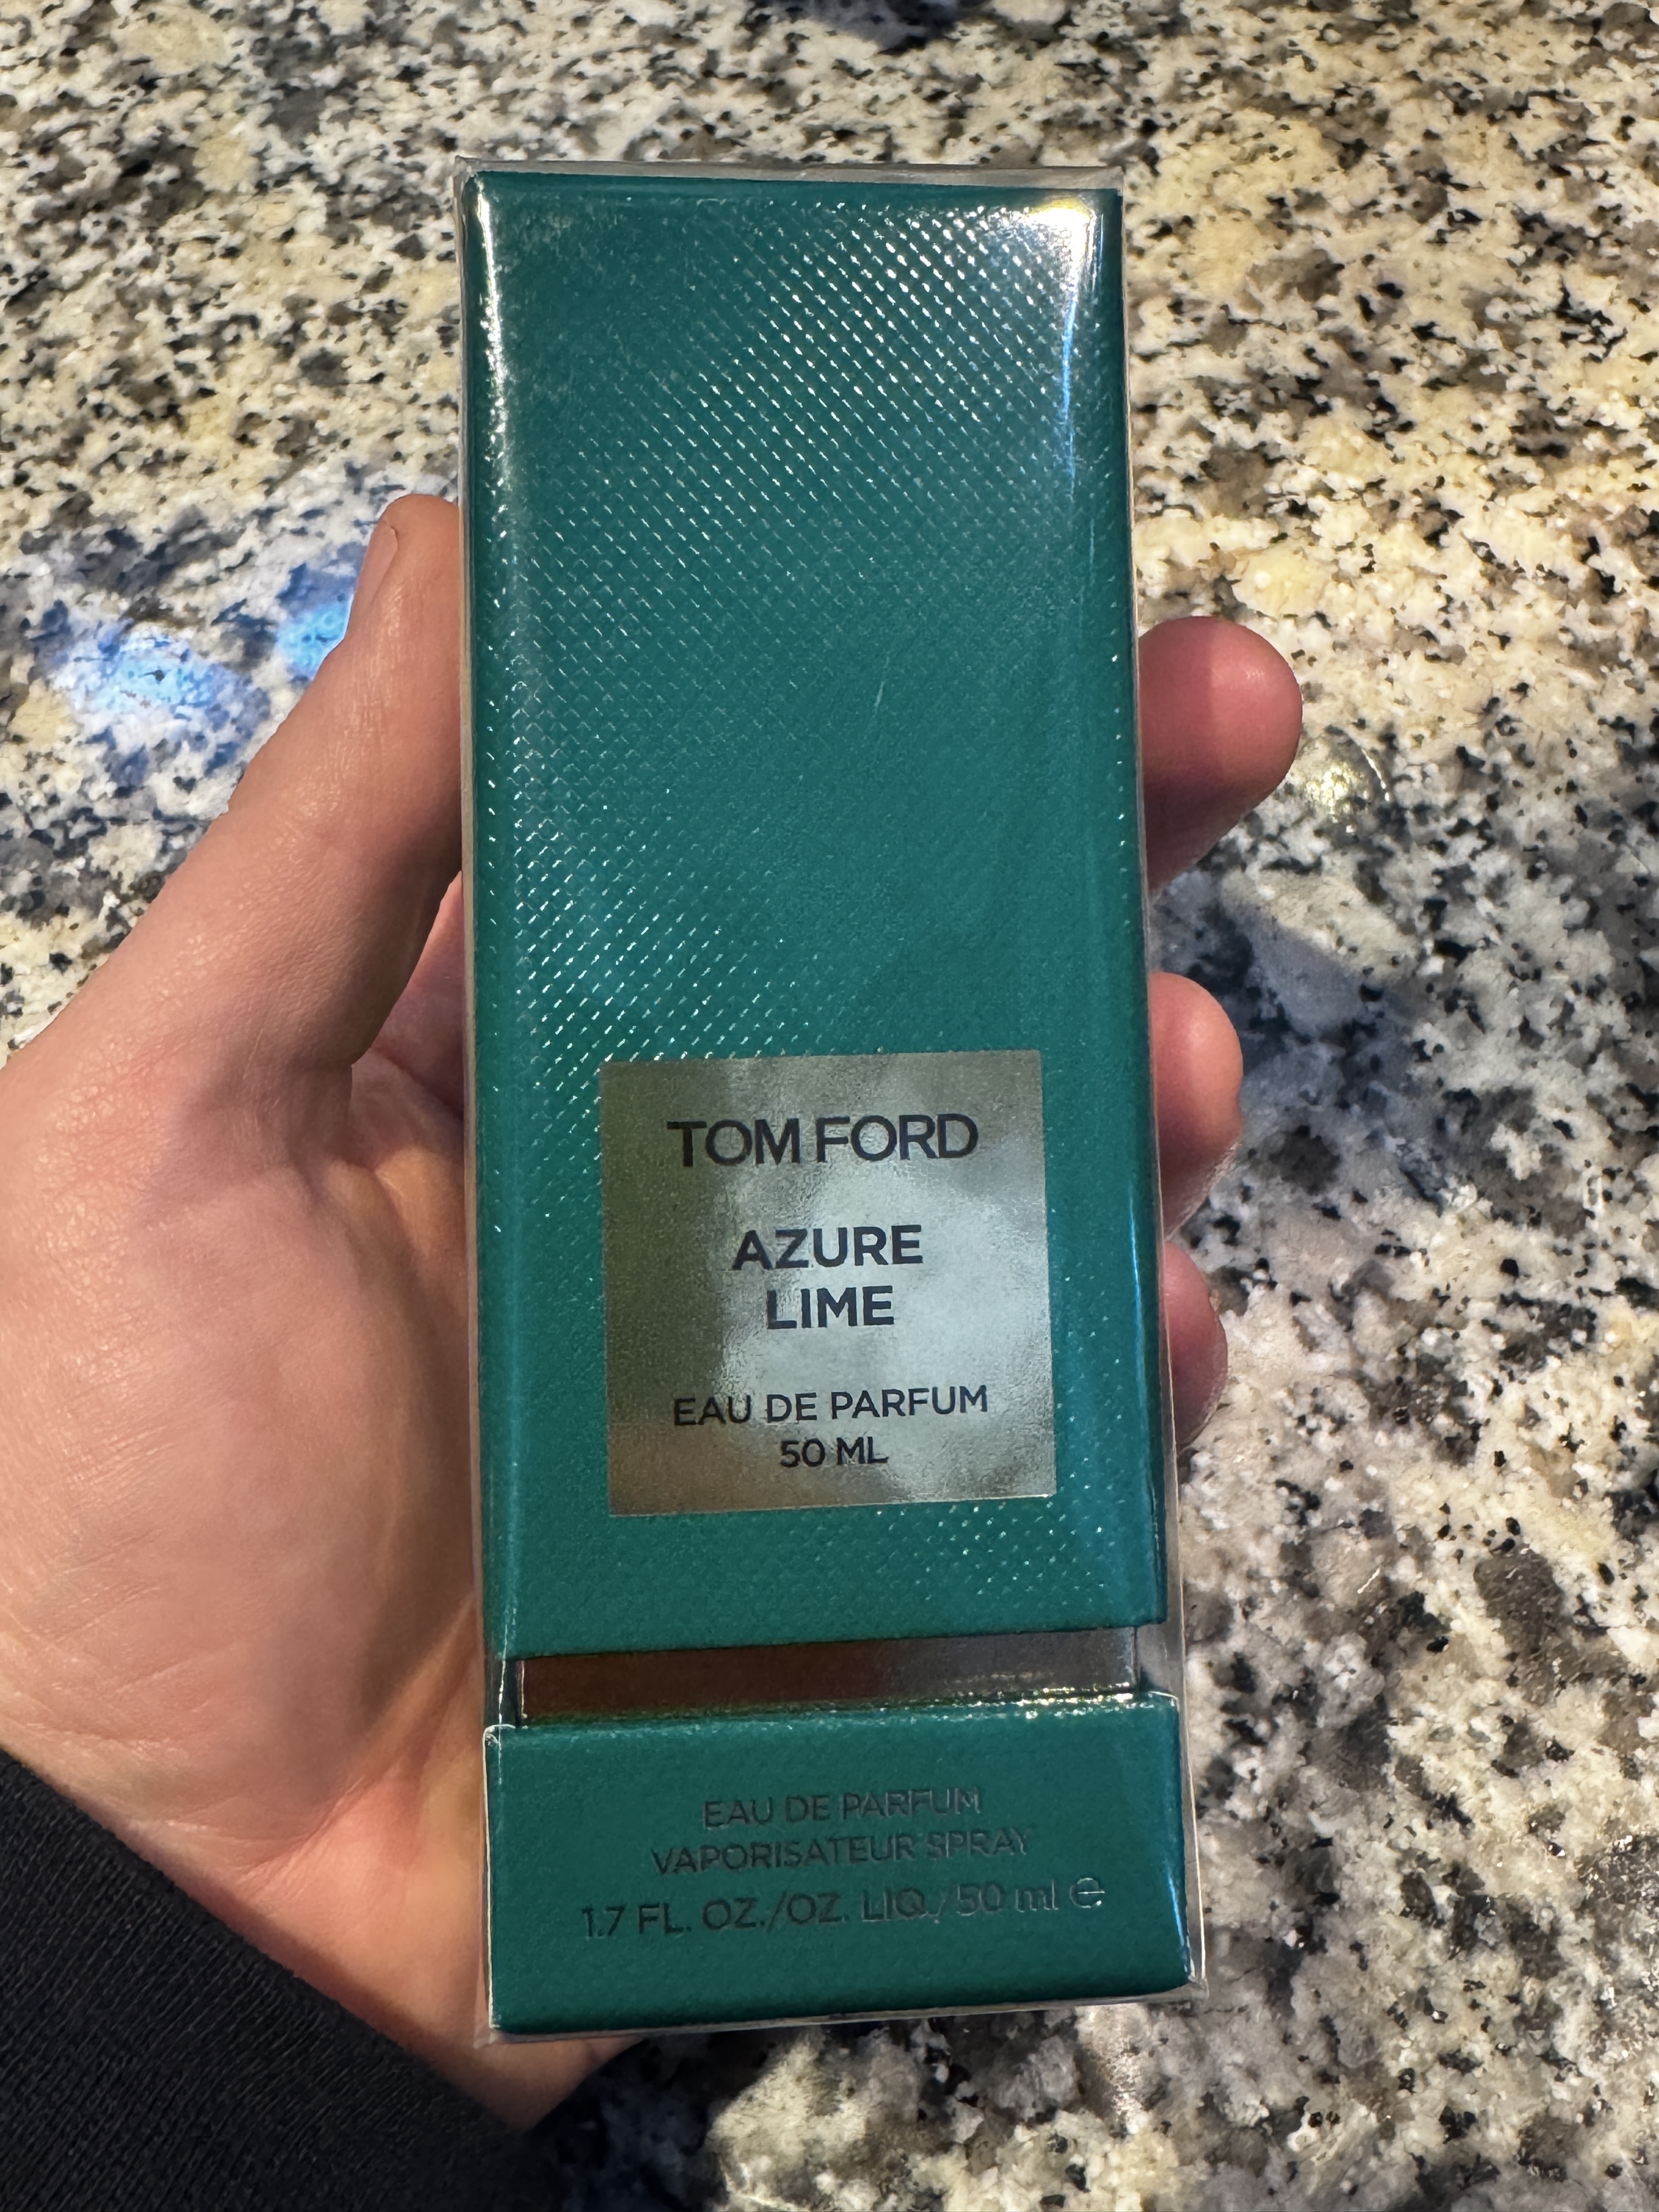 TOM FORD
AZURE
LIME
EAU DE PARFUM
50 ML
EAU DE PARFUM
VAPORISATEUR SPRAY
1.7 FL. OZ./OZ. LIQ./50 ml ℮